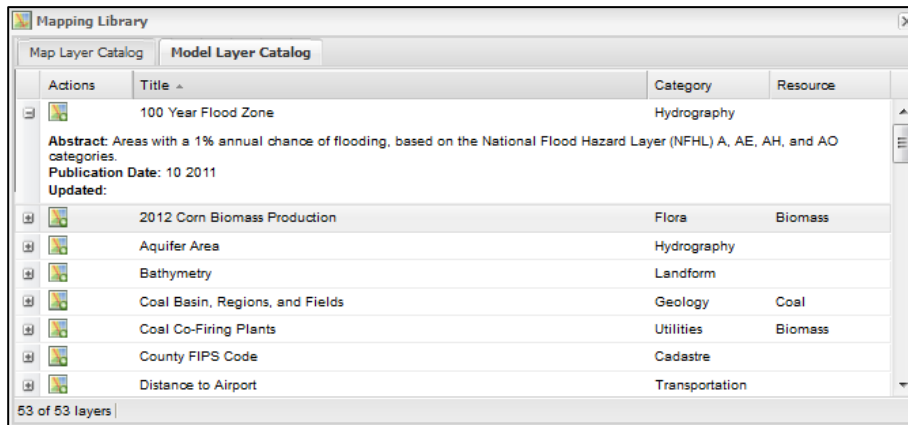 Mapping Library
Map Layer Catalog Model Layer Catalog
Actions Title Category Resource
100 Year Flood Zone Hydrography
Abstract: Areas with a 1% annual chance of flooding, based on the National Flood Hazard Layer (NFHL) A, AE, AH, and AO
categories.
Publication Date: 10 2011
Updated:
2012 Corn Biomass Production Flora Biomass
Aquifer Area Hydrography
Bathymetry Landform
Coal Basin, Regions, and Fields Geology Coal
Coal Co-Firing Plants Utilities Biomass
County FIPS Code Cadastre
Distance to Airport Transportation
53 of 53 layers